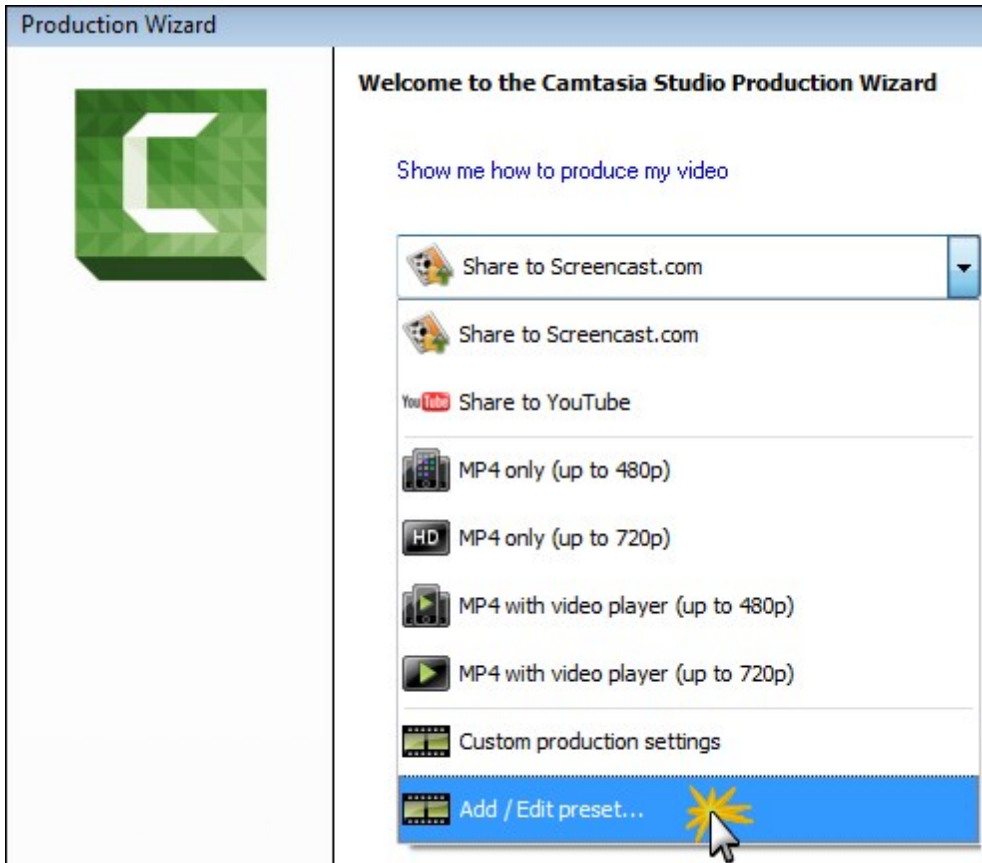 Production Wizard
Welcome to the Camtasia Studio Production Wizard
Show me how to produce my video
Share to Screencast.com
Share to Screencast.com
YouTube Share to YouTube
MP4 only (up to 480p)
HD MP4 only (up to 720p)
MP4 with video player (up to 480p)
MP4 with video player (up to 720p)
Custom production settings
Add / Edit preset...